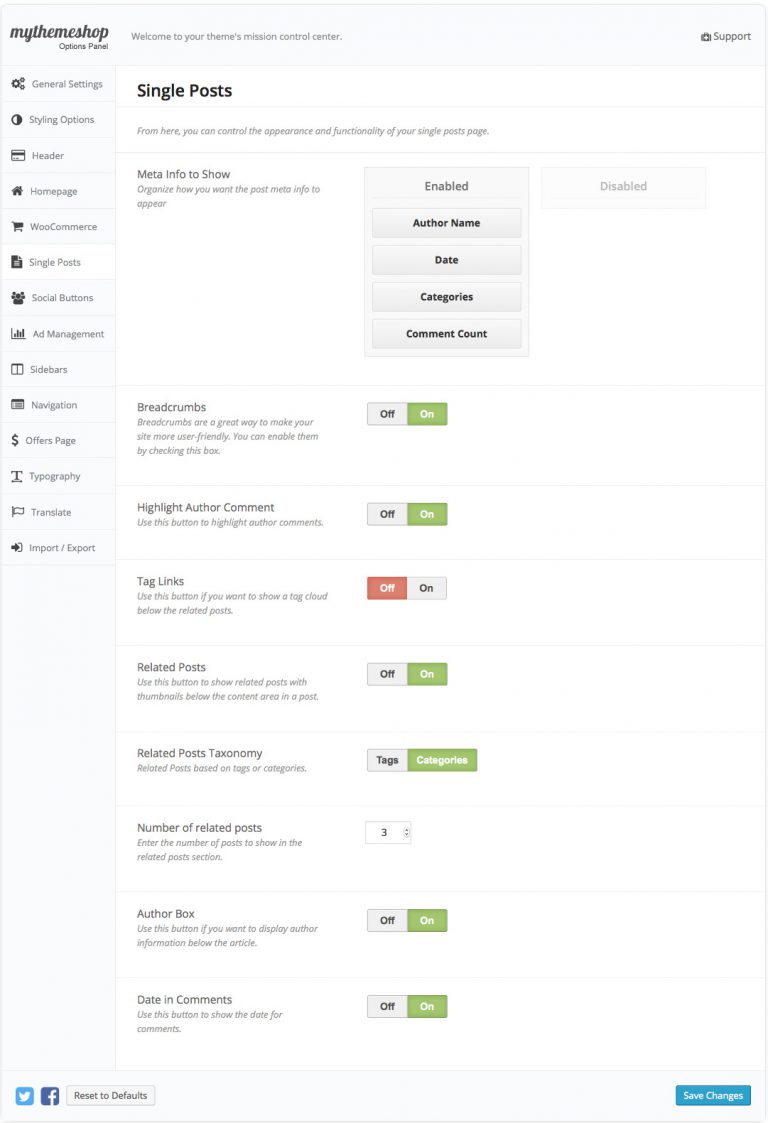 mythemeshop
Options Panel
Welcome to your theme's mission control center.
Support
General Settings
Styling Options
Header
Homepage
WooCommerce
Single Posts
Social Buttons
Ad Management
Sidebars
Navigation
Offers Page
Typography
Translate
Import / Export
Single Posts
From here, you can control the appearance and functionality of your single posts page.
Meta Info to Show
Organize how you want the post meta info to
appear
Enabled
Author Name
Date
Categories
Comment Count
Disabled
Breadcrumbs
Breadcrumbs are a great way to make your
site more user-friendly. You can enable them
by checking this box.
Off On
Highlight Author Comment
Use this button to highlight author comments.
Off On
Tag Links
Use this button if you want to show a tag cloud
below the related posts.
Off On
Related Posts
Use this button to show related posts with
thumbnails below the content area in a post.
Off On
Related Posts Taxonomy
Related Posts based on tags or categories.
Tags Categories
Number of related posts
Enter the number of posts to show in the
related posts section.
3
Author Box
Use this button if you want to display author
information below the article.
Off On
Date in Comments
Use this button to show the date for
comments.
Off On
Reset to Defaults
Save Changes